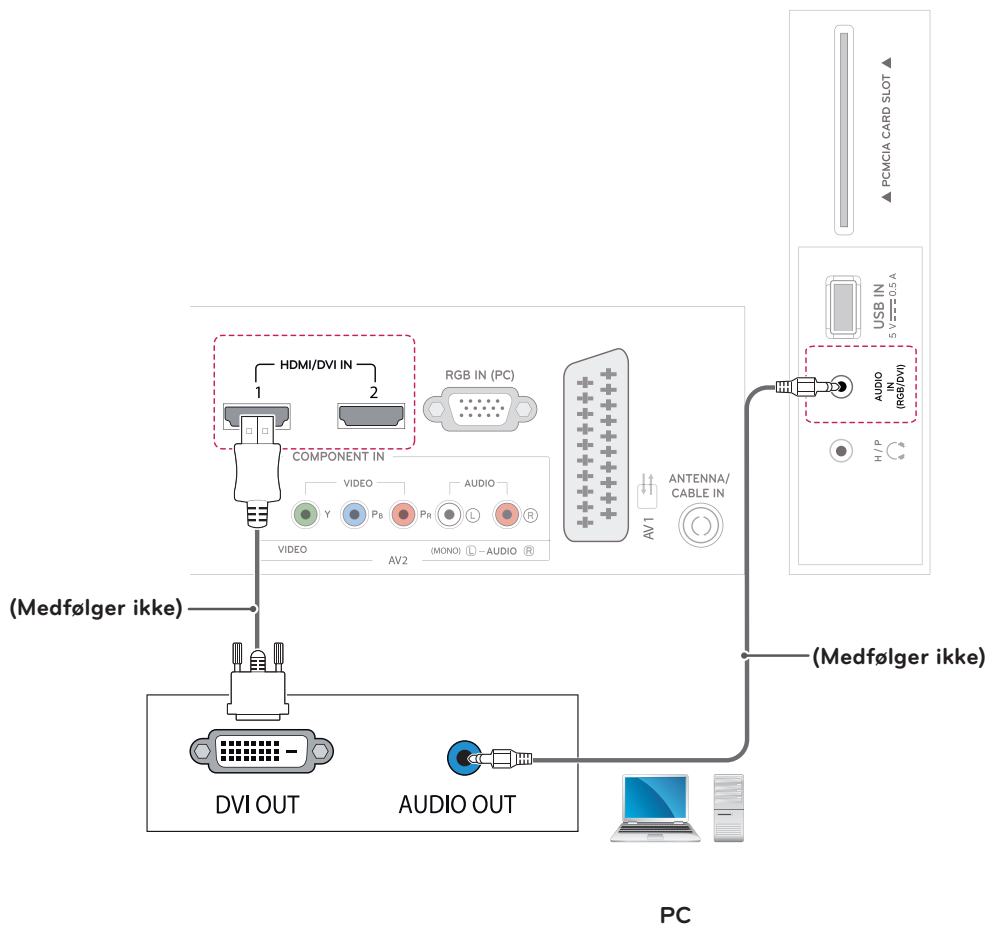 ▲ PCMCIA CARD SLOT ▲
USB IN
5 V 0.5 A
AUDIO
IN
(RGB/DVI)
H / P
HDMI/DVI IN
1
2
RGB IN (PC)
COMPONENT IN
VIDEO
AUDIO
Y
PB
PR
L
R
VIDEO
AV2
(MONO) L – AUDIO R
AV 1
ANTENNA/
CABLE IN
(Medfølger ikke)
(Medfølger ikke)
DVI OUT
AUDIO OUT
PC